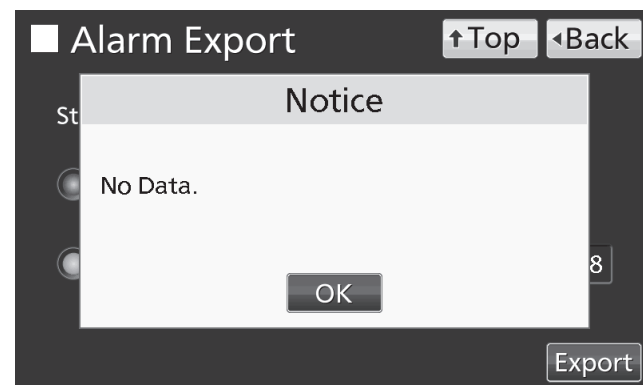 Alarm Export
↑Top
◂Back
Notice
St
No Data.
8
OK
Export